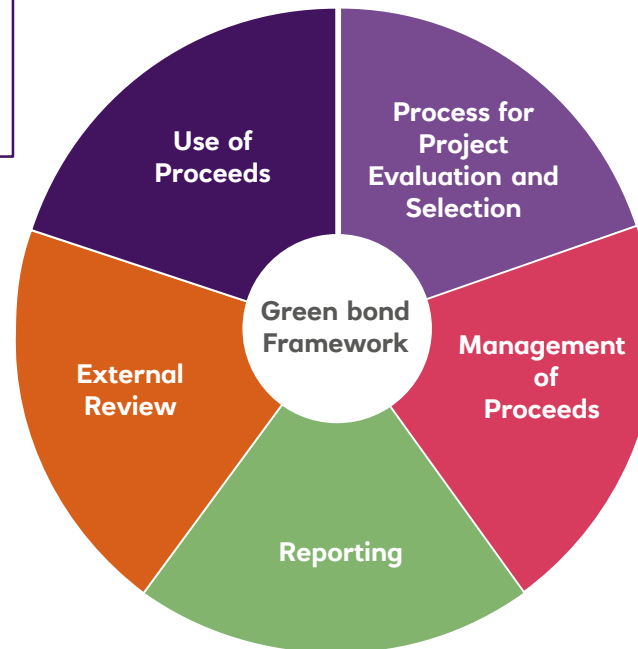 Use of
Proceeds
Process for
Project
Evaluation and
Selection
Green bond
Framework
Management
of
Proceeds
External
Review
Reporting